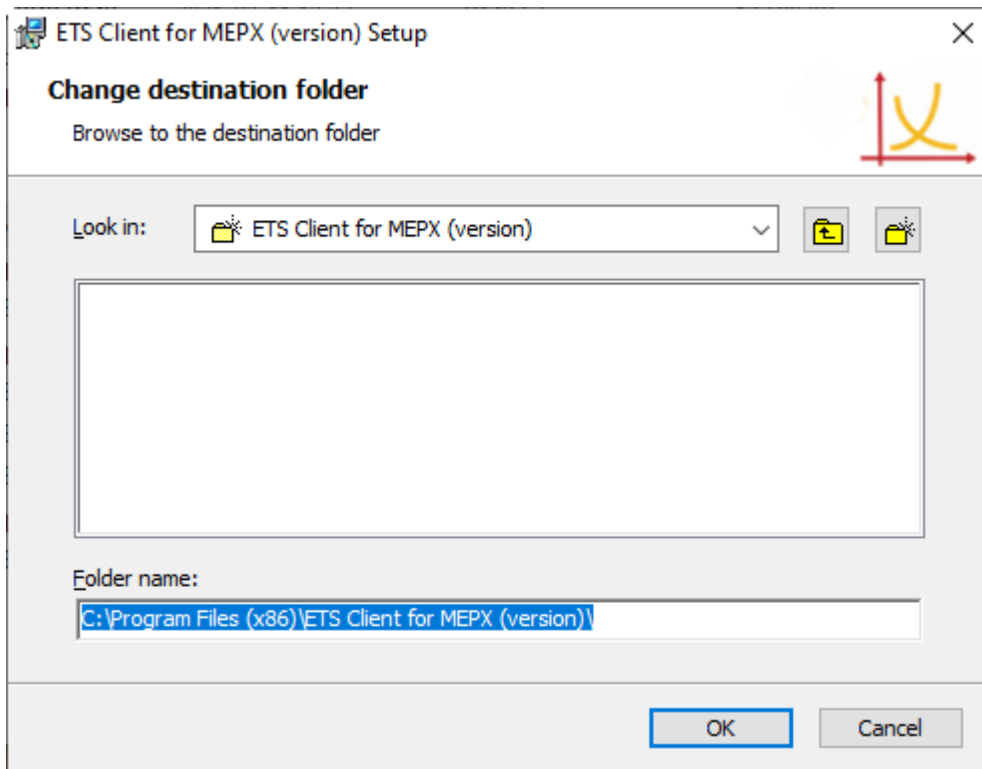 ETS Client for MEPX (version) Setup
Change destination folder
Browse to the destination folder
Look in:
ETS Client for MEPX (version)
Folder name:
C:\Program Files (x86)\ETS Client for MEPX (version)\
OK
Cancel